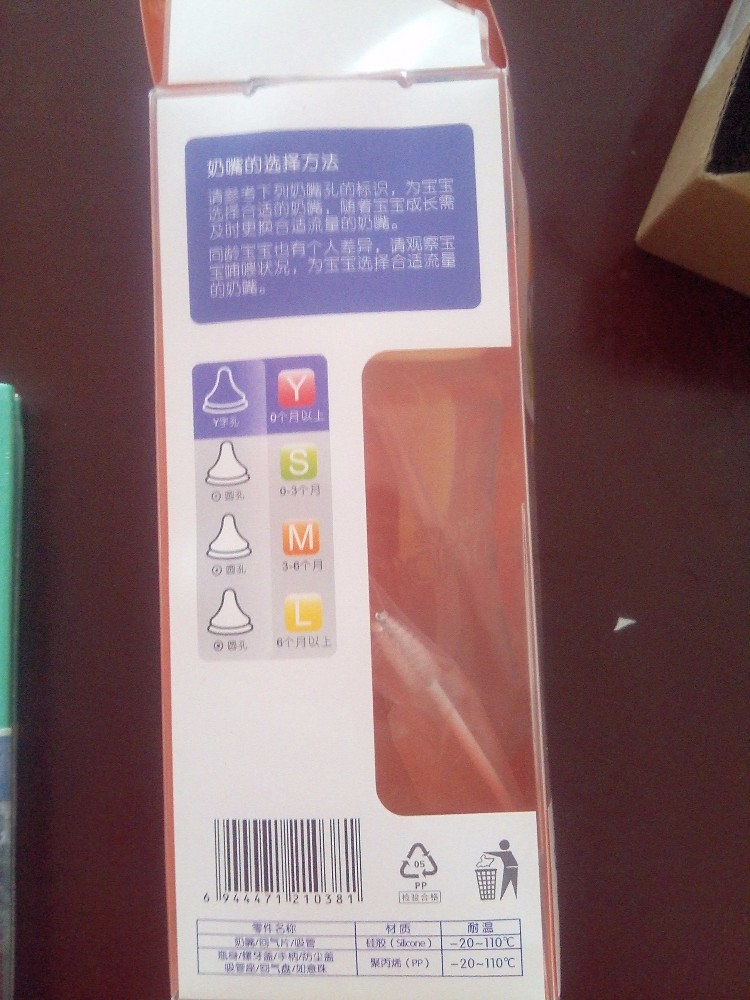 奶嘴的选择方法
请参考下列奶嘴孔的标识，为宝宝
选择合适的奶嘴，随着宝宝成长需
及时更换合适流量的奶嘴。
同龄宝宝也有个人差异，请观察宝
宝哺喂状况，为宝宝选择合适流量
的奶嘴。
Y字孔
Y
0个月以上
圆孔
S
0-3个月
圆孔
M
3-6个月
圆孔
L
6个月以上
6 944471 210381
05
PP
检验合格
零件名称 材质 耐温
奶嘴/回气片/吸管 硅胶（Silicone） -20~110℃
瓶身/螺牙盖/手柄/防尘盖
吸管座/回气盘/如意珠 聚丙烯（PP） -20~110℃